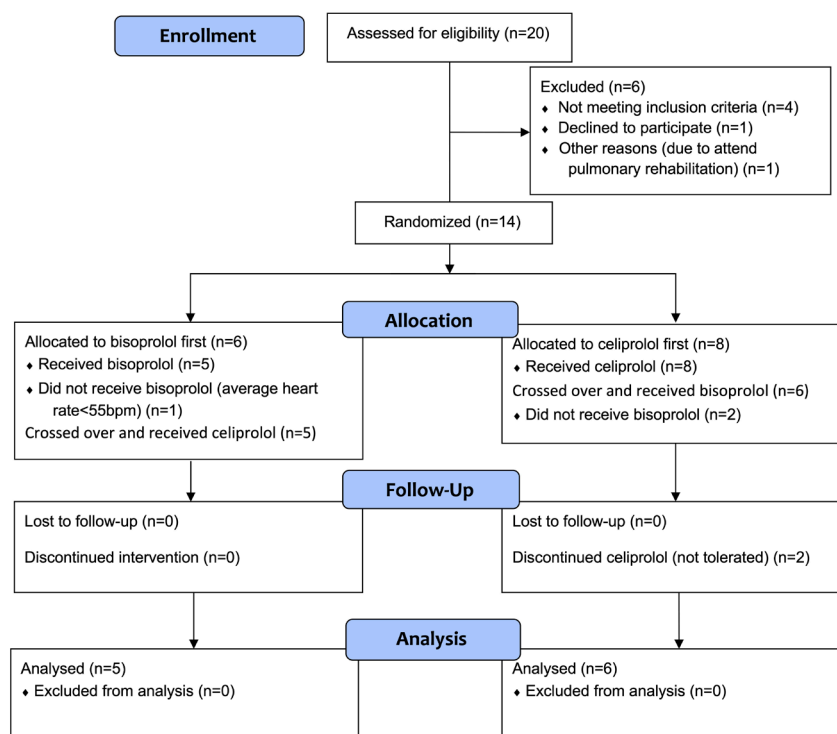 Enrollment
Assessed for eligibility (n=20)
Excluded (n=6)
♦ Not meeting inclusion criteria (n=4)
♦ Declined to participate (n=1)
♦ Other reasons (due to attend
pulmonary rehabilitation) (n=1)
Randomized (n=14)
Allocation
Allocated to bisoprolol first (n=6)
♦ Received bisoprolol (n=5)
♦ Did not receive bisoprolol (average heart
rate<55bpm) (n=1)
Crossed over and received celiprolol (n=5)
Allocated to celiprolol first (n=8)
♦ Received celiprolol (n=8)
Crossed over and received bisoprolol (n=6)
♦ Did not receive bisoprolol (n=2)
Follow-Up
Lost to follow-up (n=0)
Discontinued intervention (n=0)
Lost to follow-up (n=0)
Discontinued celiprolol (not tolerated) (n=2)
Analysis
Analysed (n=5)
♦ Excluded from analysis (n=0)
Analysed (n=6)
♦ Excluded from analysis (n=0)